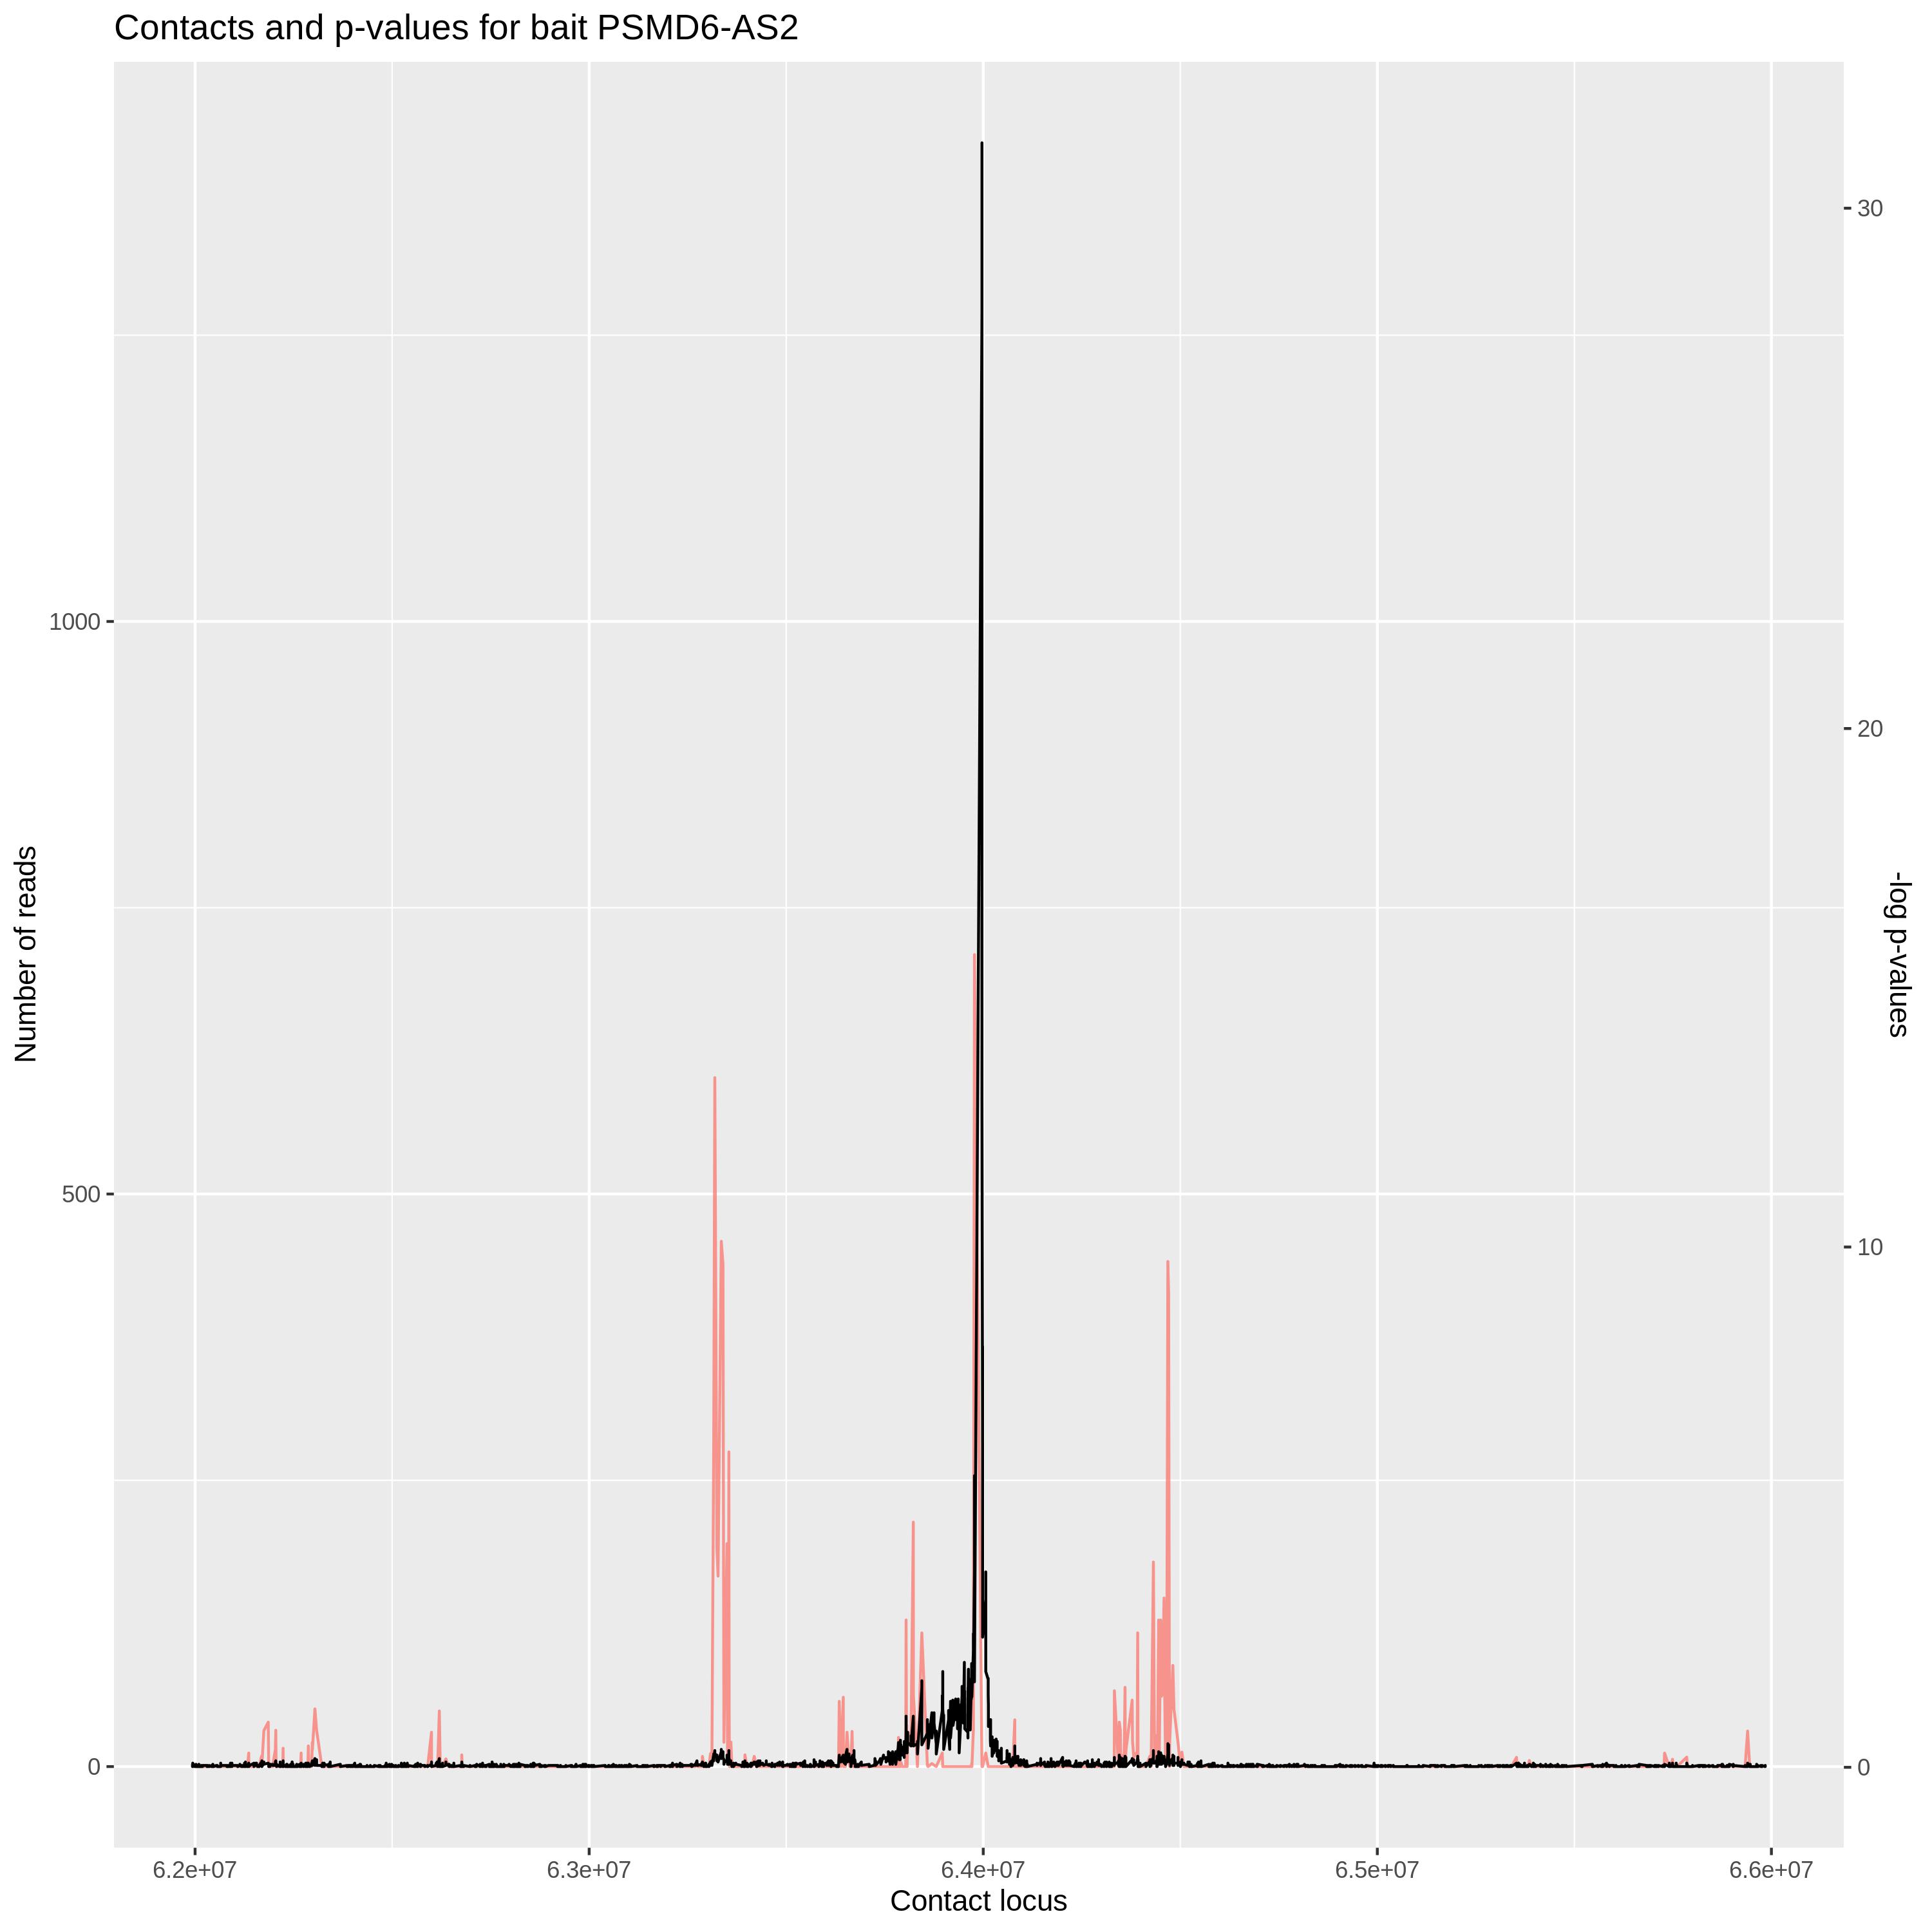 Contacts and p-values for bait PSMD6-AS2
30
1000
20
Number of reads
-log p-values
500
10
0
0
6.2e+07 6.3e+07 6.4e+07 6.5e+07 6.6e+07
Contact locus